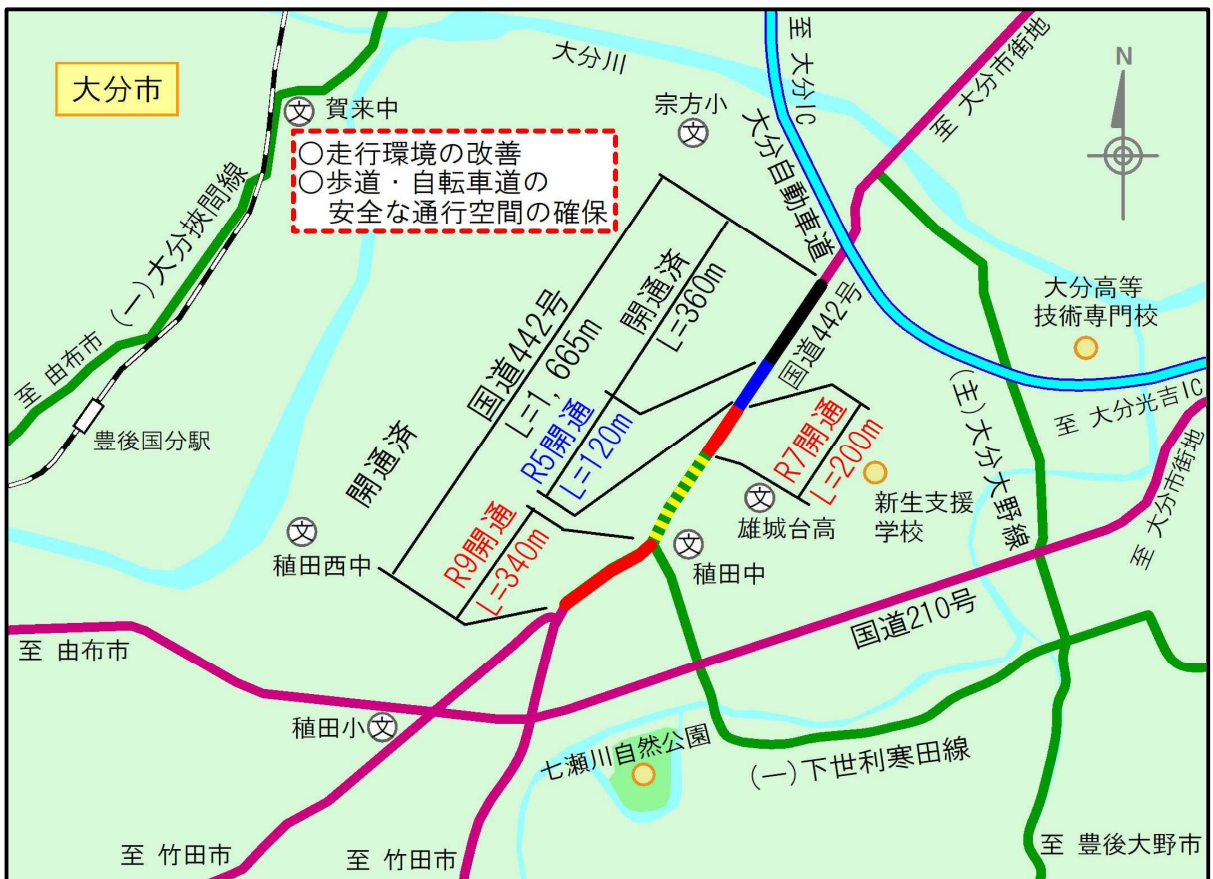 大分市
賀来中
○走行環境の改善
○歩道・自転車道の
安全な通行空間の確保
大分川
宗方小
至 大分IC
大分自動車道
至 大分市街地
N
(一)大分挾間線
至 由布市
豊後国分駅
国道442号
L=1,665m
開通済
L=360m
国道442号
大分高等
技術専門校
至 大分光吉IC
(主)大分大野線
至 大分市街地
開通済
R5開通
L=120m
R7開通
L=200m
R9開通
L=340m
新生支援
学校
雄城台高
稙田中
稙田西中
国道210号
至 由布市
稙田小
七瀬川自然公園
(一)下世利寒田線
至 竹田市
至 竹田市
至 豊後大野市
文
文
文
文
文
文